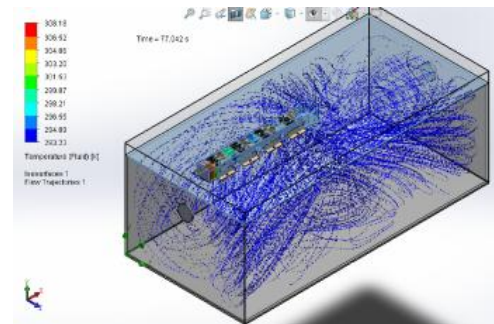 Time = 77.042 s
308.18
306.52
304.86
303.20
301.53
299.87
298.21
296.55
294.89
293.23
Temperature (Fluid) [K]
Isosurfaces 1
Flow Trajectories 1